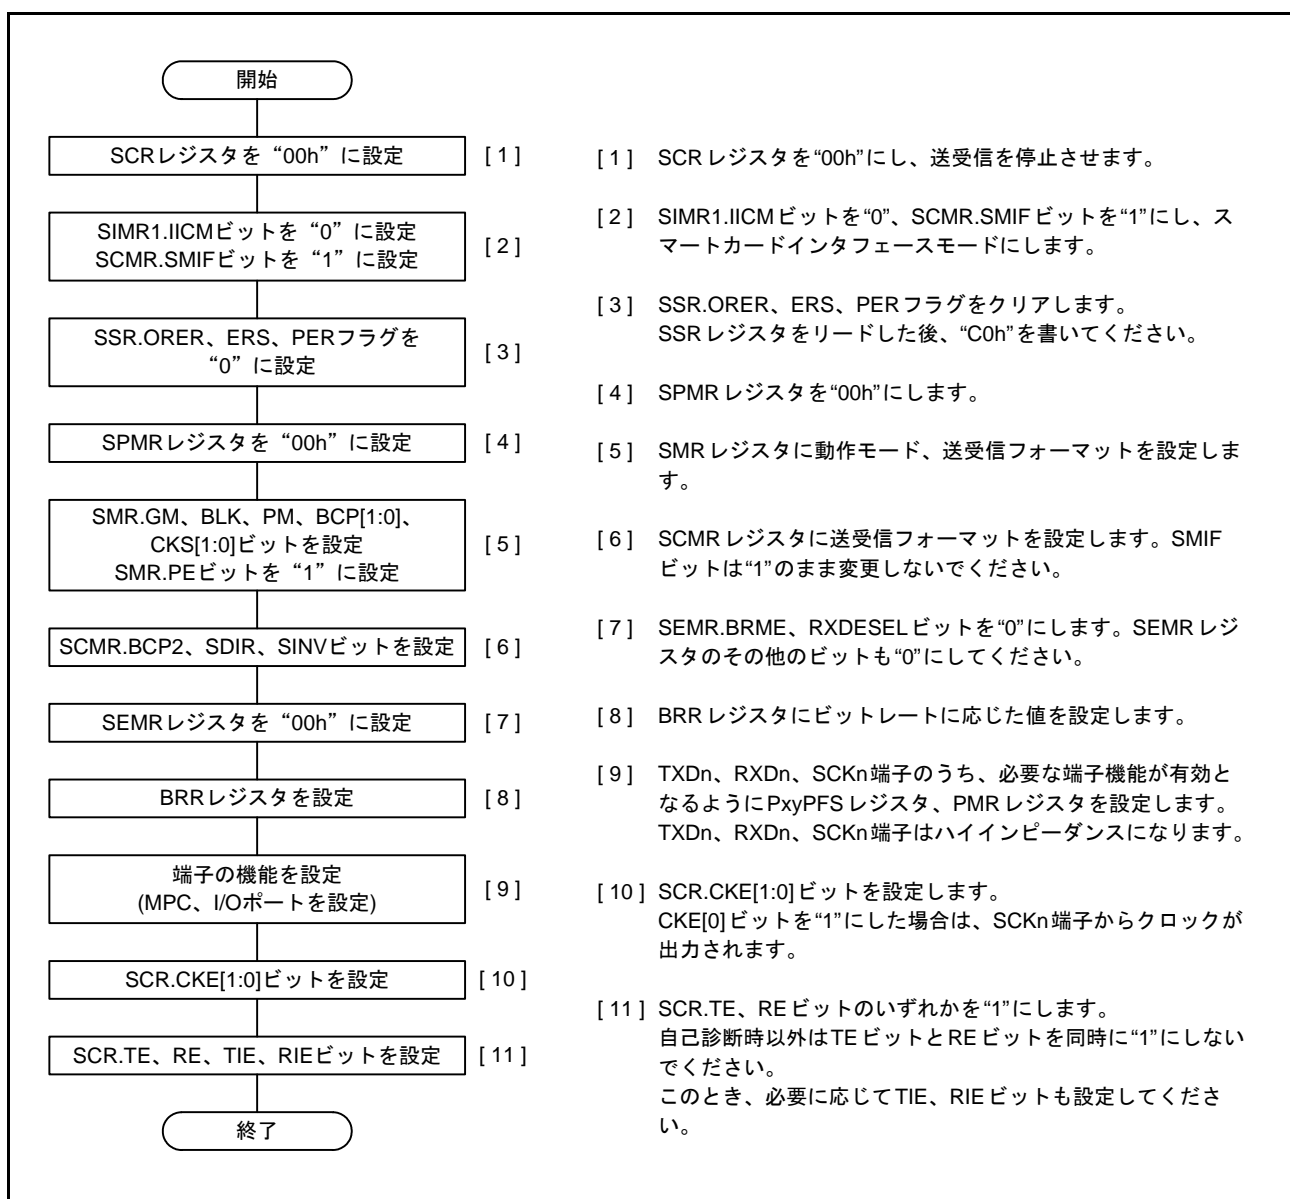 開始
SCRレジスタを“00h”に設定
[ 1 ]
SIMR1.IICMビットを“0”に設定
SCMR.SMIFビットを“1”に設定
[ 2 ]
SSR.ORER、ERS、PERフラグを
“0”に設定
[ 3 ]
SPMRレジスタを“00h”に設定
[ 4 ]
SMR.GM、BLK、PM、BCP[1:0]、
CKS[1:0]ビットを設定
SMR.PEビットを“1”に設定
[ 5 ]
SCMR.BCP2、SDIR、SINVビットを設定
[ 6 ]
SEMRレジスタを“00h”に設定
[ 7 ]
BRRレジスタを設定
[ 8 ]
端子の機能を設定
(MPC、I/Oポートを設定)
[ 9 ]
SCR.CKE[1:0]ビットを設定
[ 10 ]
SCR.TE、RE、TIE、RIEビットを設定
[ 11 ]
終了
[ 1 ] SCRレジスタを“00h”にし、送受信を停止させます。
[ 2 ] SIMR1.IICMビットを“0”、SCMR.SMIFビットを“1”にし、ス
マートカードインタフェースモードにします。
[ 3 ] SSR.ORER、ERS、PERフラグをクリアします。
SSRレジスタをリードした後、“C0h”を書いてください。
[ 4 ] SPMRレジスタを“00h”にします。
[ 5 ] SMRレジスタに動作モード、送受信フォーマットを設定しま
す。
[ 6 ] SCMRレジスタに送受信フォーマットを設定します。SMIF
ビットは“1”のまま変更しないでください。
[ 7 ] SEMR.BRME、RXDESELビットを“0”にします。SEMRレジ
スタのその他のビットも“0”にしてください。
[ 8 ] BRRレジスタにビットレートに応じた値を設定します。
[ 9 ] TXDn、RXDn、SCKn端子のうち、必要な端子機能が有効と
なるようにPxyPFSレジスタ、PMRレジスタを設定します。
TXDn、RXDn、SCKn端子はハイインピーダンスになります。
[ 10 ] SCR.CKE[1:0]ビットを設定します。
CKE[0]ビットを“1”にした場合は、SCKn端子からクロックが
出力されます。
[ 11 ] SCR.TE、REビットのいずれかを“1”にします。
自己診断時以外はTEビットとREビットを同時に“1”にしない
でください。
このとき、必要に応じてTIE、RIEビットも設定してくださ
い。